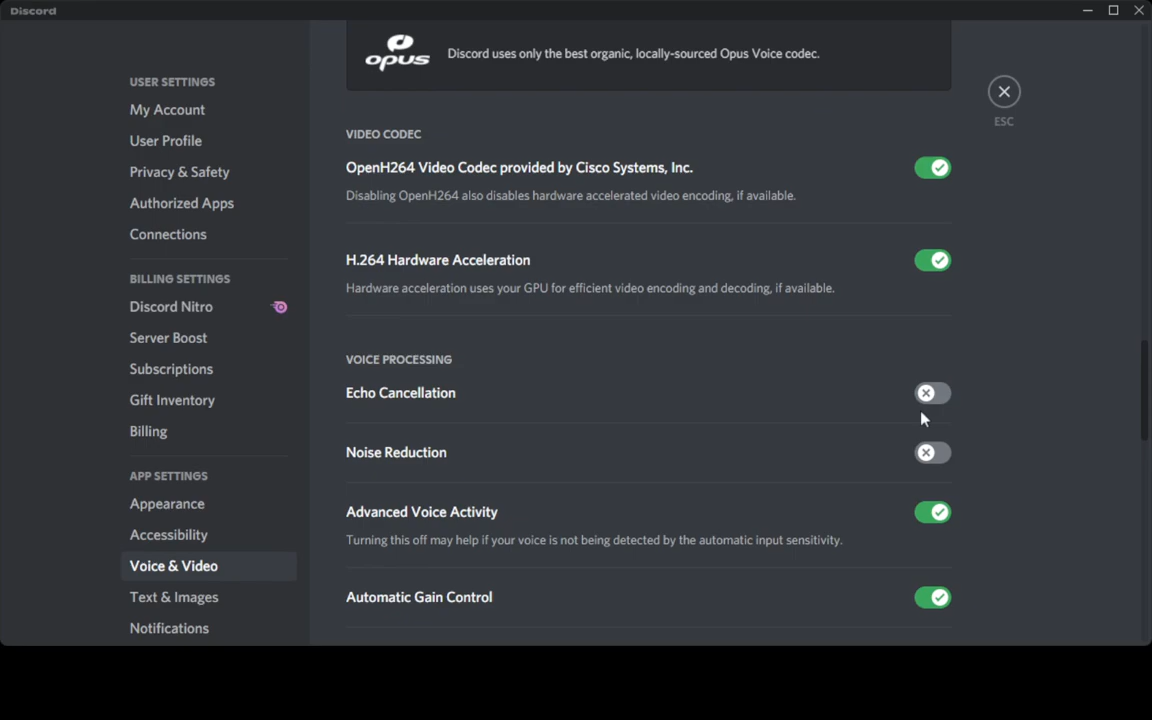 Discord
USER SETTINGS
My Account
User Profile
Privacy & Safety
Authorized Apps
Connections
BILLING SETTINGS
Discord Nitro
Server Boost
Subscriptions
Gift Inventory
Billing
APP SETTINGS
Appearance
Accessibility
Voice & Video
Text & Images
Notifications
opus
Discord uses only the best organic, locally-sourced Opus Voice codec.
VIDEO CODEC
OpenH264 Video Codec provided by Cisco Systems, Inc.
Disabling OpenH264 also disables hardware accelerated video encoding, if available.
H.264 Hardware Acceleration
Hardware acceleration uses your GPU for efficient video encoding and decoding, if available.
VOICE PROCESSING
Echo Cancellation
Noise Reduction
Advanced Voice Activity
Turning this off may help if your voice is not being detected by the automatic input sensitivity.
Automatic Gain Control
ESC